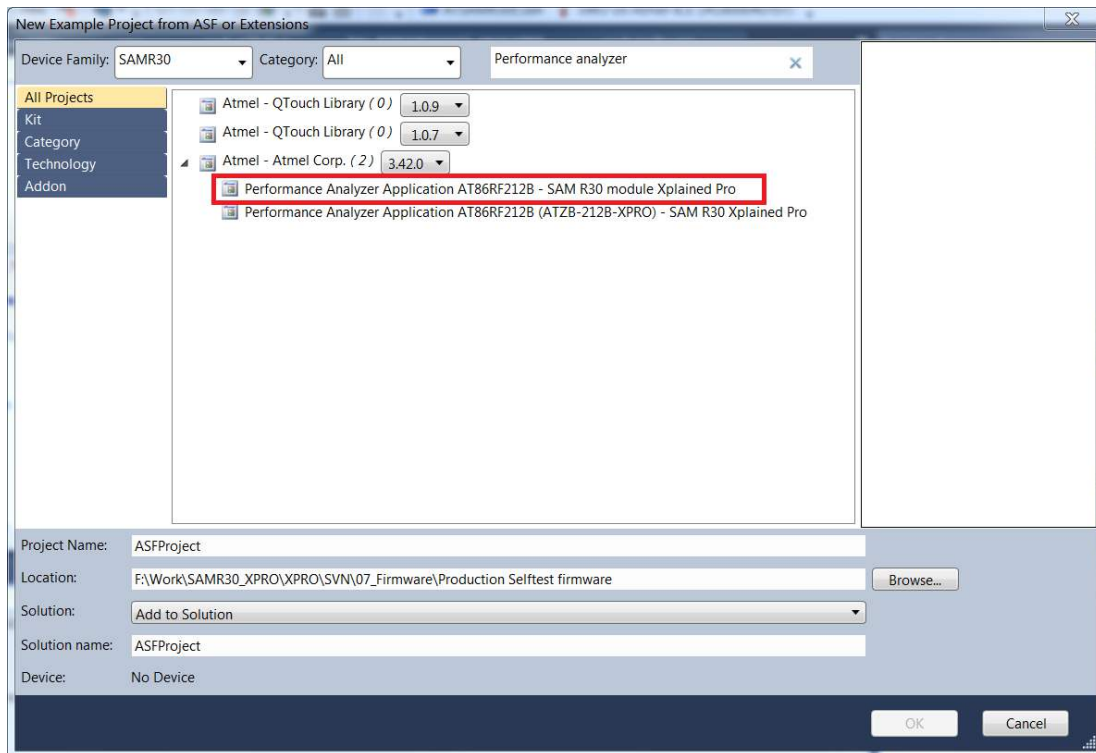 New Example Project from ASF or Extensions
Device Family: SAMR30 Category: All Performance analyzer
All Projects
Kit
Category
Technology
Addon
Atmel - QTouch Library (0) 1.0.9
Atmel - QTouch Library (0) 1.0.7
Atmel - Atmel Corp. (2) 3.42.0
Performance Analyzer Application AT86RF212B - SAM R30 module Xplained Pro
Performance Analyzer Application AT86RF212B (ATZB-212B-XPRO) - SAM R30 Xplained Pro
Project Name: ASFProject
Location: F:\Work\SAMR30_XPRO\XPRO\SVN\07_Firmware\Production Selftest firmware Browse...
Solution: Add to Solution
Solution name: ASFProject
Device: No Device
OK Cancel